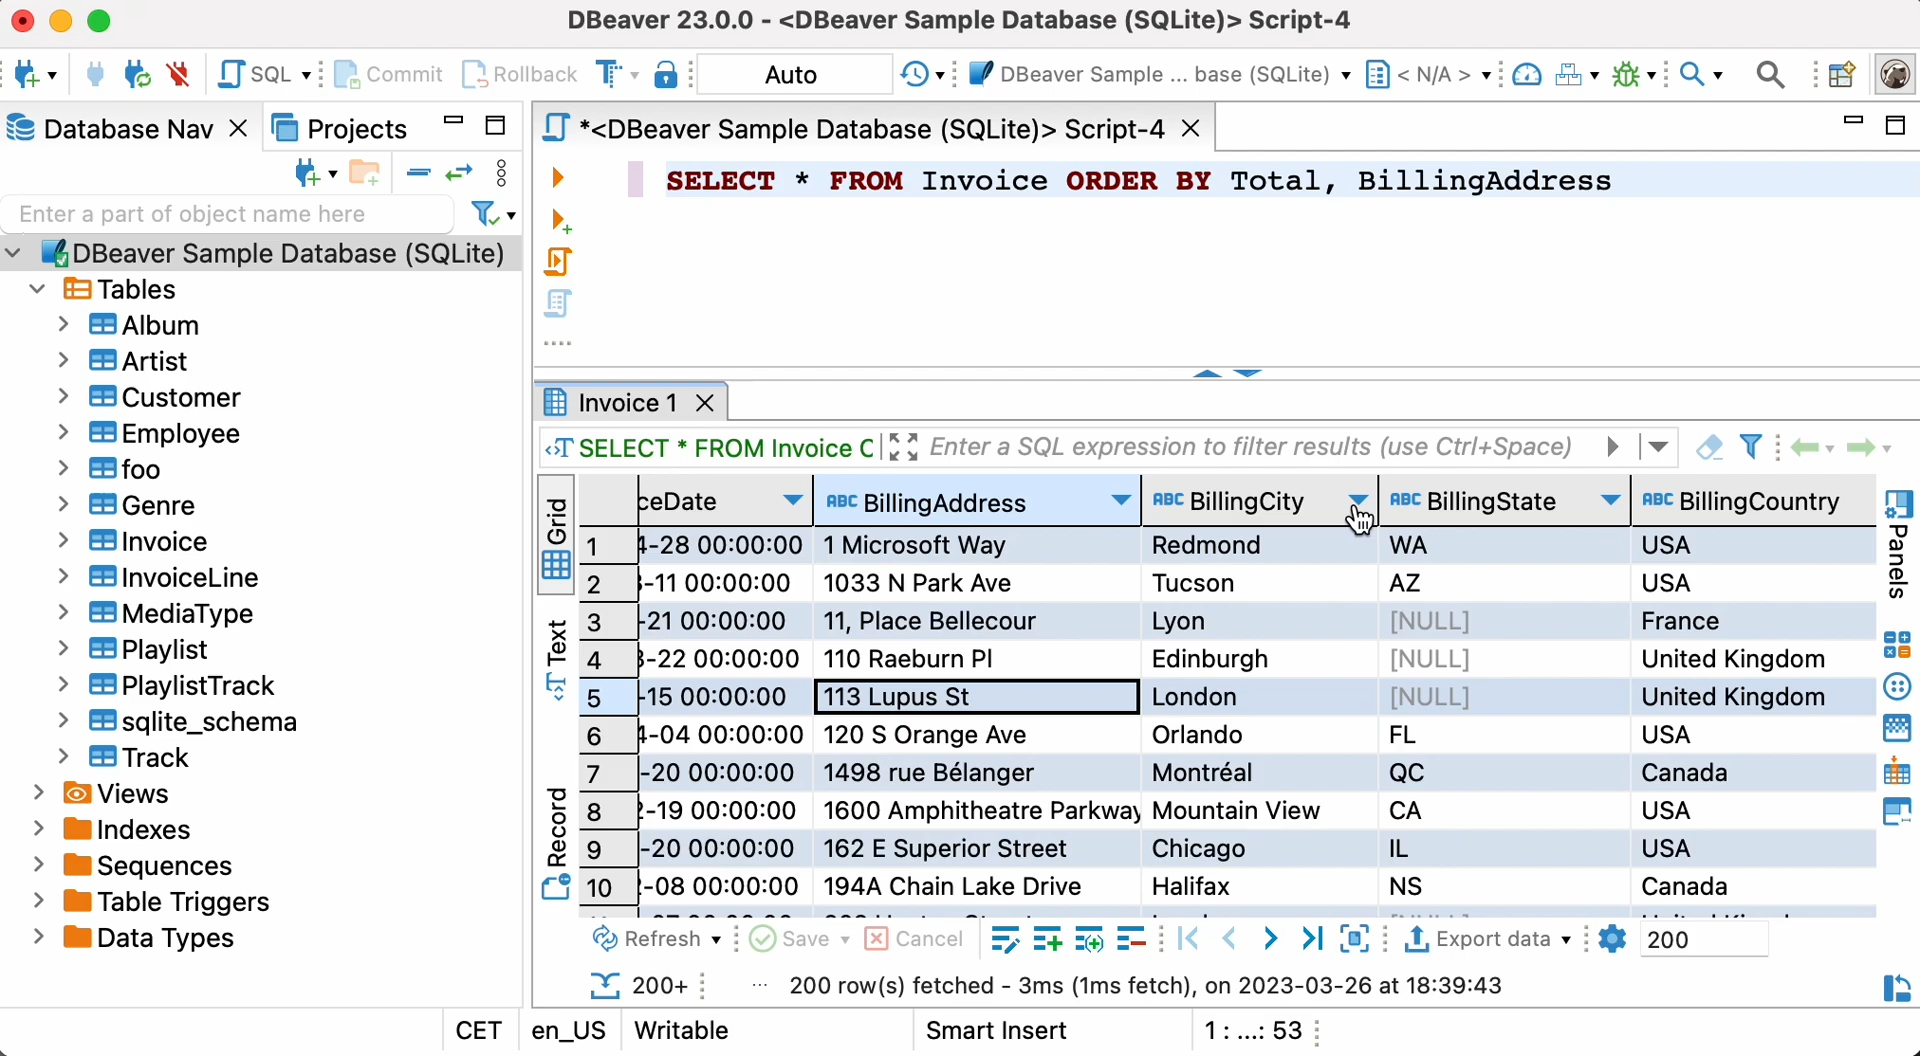 DBeaver 23.0.0 - <DBeaver Sample Database (SQLite)> Script-4
SQL
Commit
Rollback
Auto
DBeaver Sample ... base (SQLite)
< N/A >
Database Nav
Projects
Enter a part of object name here
DBeaver Sample Database (SQLite)
Tables
Album
Artist
Customer
Employee
foo
Genre
Invoice
InvoiceLine
MediaType
Playlist
PlaylistTrack
sqlite_schema
Track
Views
Indexes
Sequences
Table Triggers
Data Types
*<DBeaver Sample Database (SQLite)> Script-4
SELECT * FROM Invoice ORDER BY Total, BillingAddress
Invoice 1
SELECT * FROM Invoice
Enter a SQL expression to filter results (use Ctrl+Space)
Grid
Text
Record
Panels
ceDate ABC BillingAddress ABC BillingCity ABC BillingState ABC BillingCountry
1 4-28 00:00:00 1 Microsoft Way Redmond WA USA
2 -11 00:00:00 1033 N Park Ave Tucson AZ USA
3 -21 00:00:00 11, Place Bellecour Lyon [NULL] France
4 -22 00:00:00 110 Raeburn Pl Edinburgh [NULL] United Kingdom
5 -15 00:00:00 113 Lupus St London [NULL] United Kingdom
6 4-04 00:00:00 120 S Orange Ave Orlando FL USA
7 -20 00:00:00 1498 rue Bélanger Montréal QC Canada
8 -19 00:00:00 1600 Amphitheatre Parkway Mountain View CA USA
9 -20 00:00:00 162 E Superior Street Chicago IL USA
10 -08 00:00:00 194A Chain Lake Drive Halifax NS Canada
Refresh
Save
Cancel
Export data
200
200+
... 200 row(s) fetched - 3ms (1ms fetch), on 2023-03-26 at 18:39:43
CET
en_US
Writable
Smart Insert
1 : ...: 53